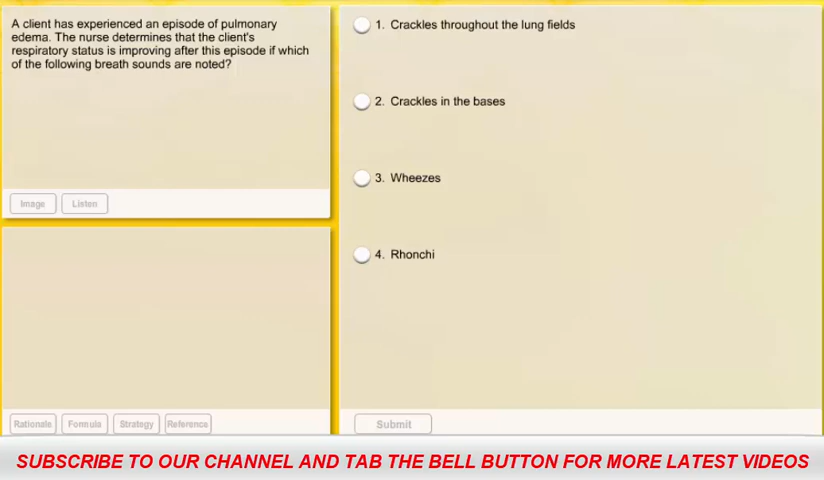 A client has experienced an episode of pulmonary
edema. The nurse determines that the client's
respiratory status is improving after this episode if which
of the following breath sounds are noted?
Image Listen
1. Crackles throughout the lung fields
2. Crackles in the bases
3. Wheezes
4. Rhonchi
Rationale Formula Strategy Reference
Submit
SUBSCRIBE TO OUR CHANNEL AND TAB THE BELL BUTTON FOR MORE LATEST VIDEOS